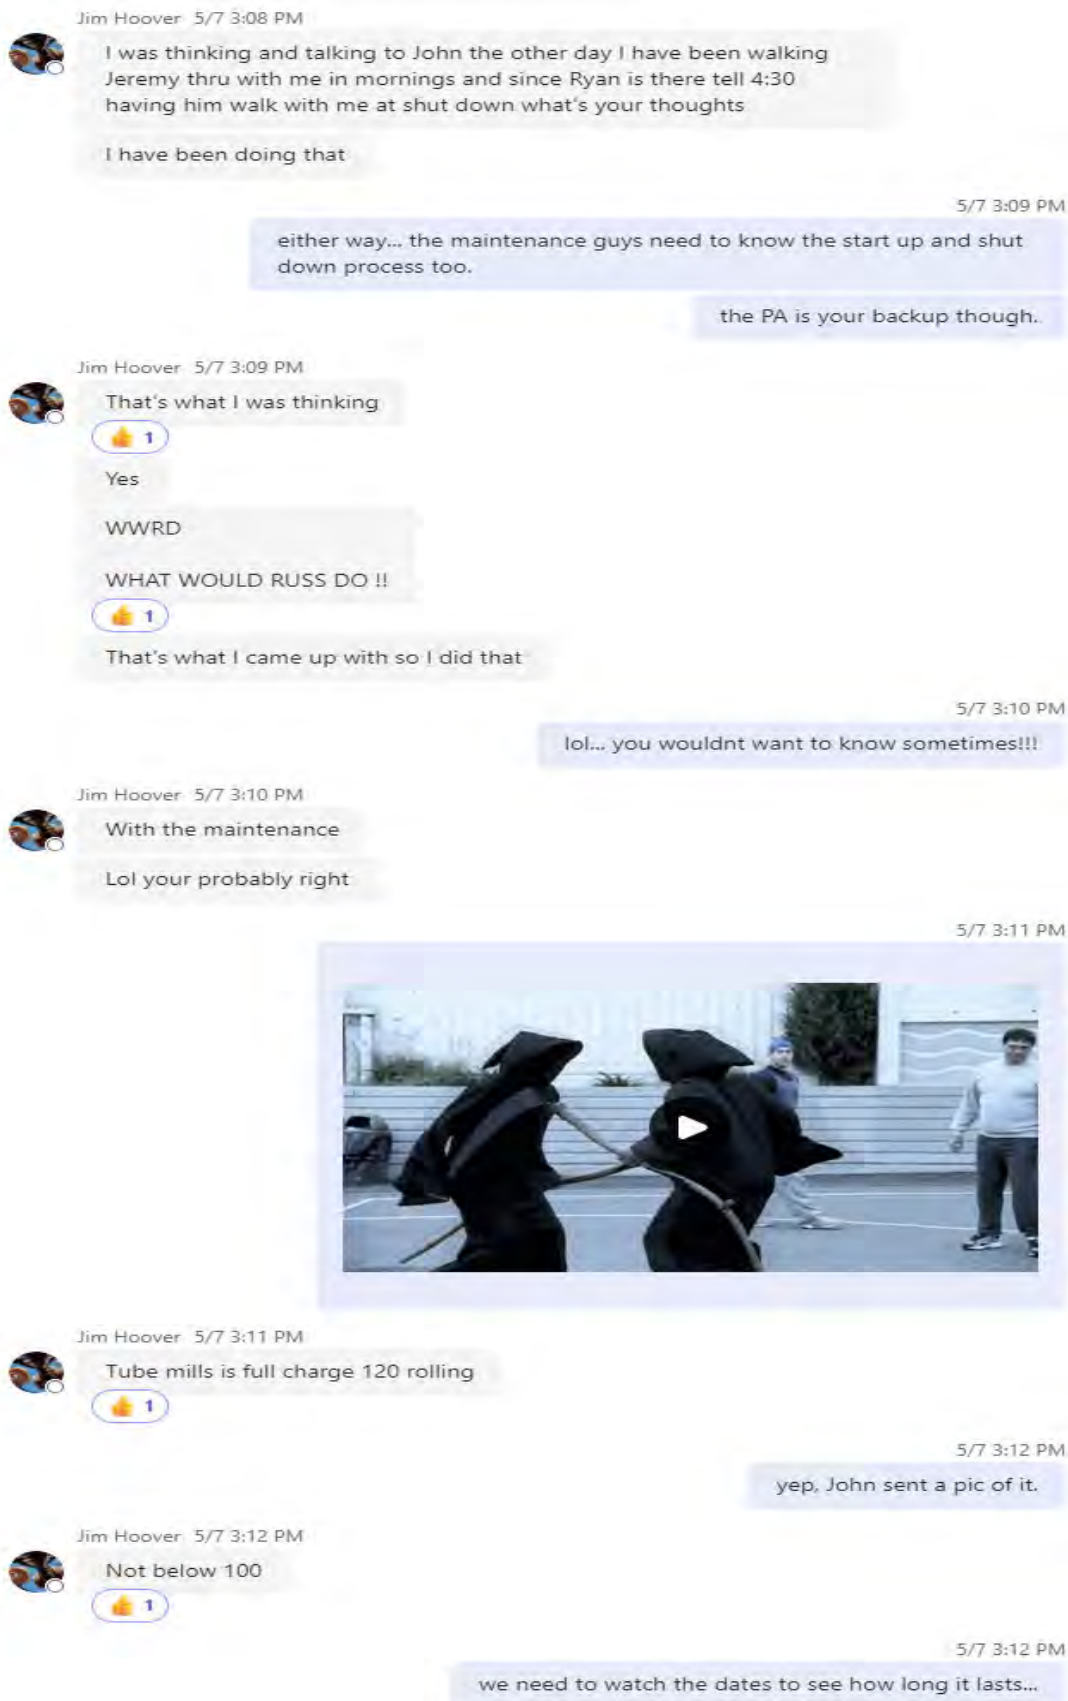 Jim Hoover 5/7 3:08 PM
I was thinking and talking to John the other day I have been walking
Jeremy thru with me in mornings and since Ryan is there tell 4:30
having him walk with me at shut down what's your thoughts
I have been doing that
5/7 3:09 PM
either way... the maintenance guys need to know the start up and shut
down process too.
the PA is your backup though.
Jim Hoover 5/7 3:09 PM
That's what I was thinking
1
Yes
WWRD
WHAT WOULD RUSS DO !!
1
That's what I came up with so I did that
5/7 3:10 PM
lol... you wouldnt want to know sometimes!!!
Jim Hoover 5/7 3:10 PM
With the maintenance
Lol your probably right
5/7 3:11 PM
Jim Hoover 5/7 3:11 PM
Tube mills is full charge 120 rolling
1
5/7 3:12 PM
yep, John sent a pic of it.
Jim Hoover 5/7 3:12 PM
Not below 100
1
5/7 3:12 PM
we need to watch the dates to see how long it lasts...